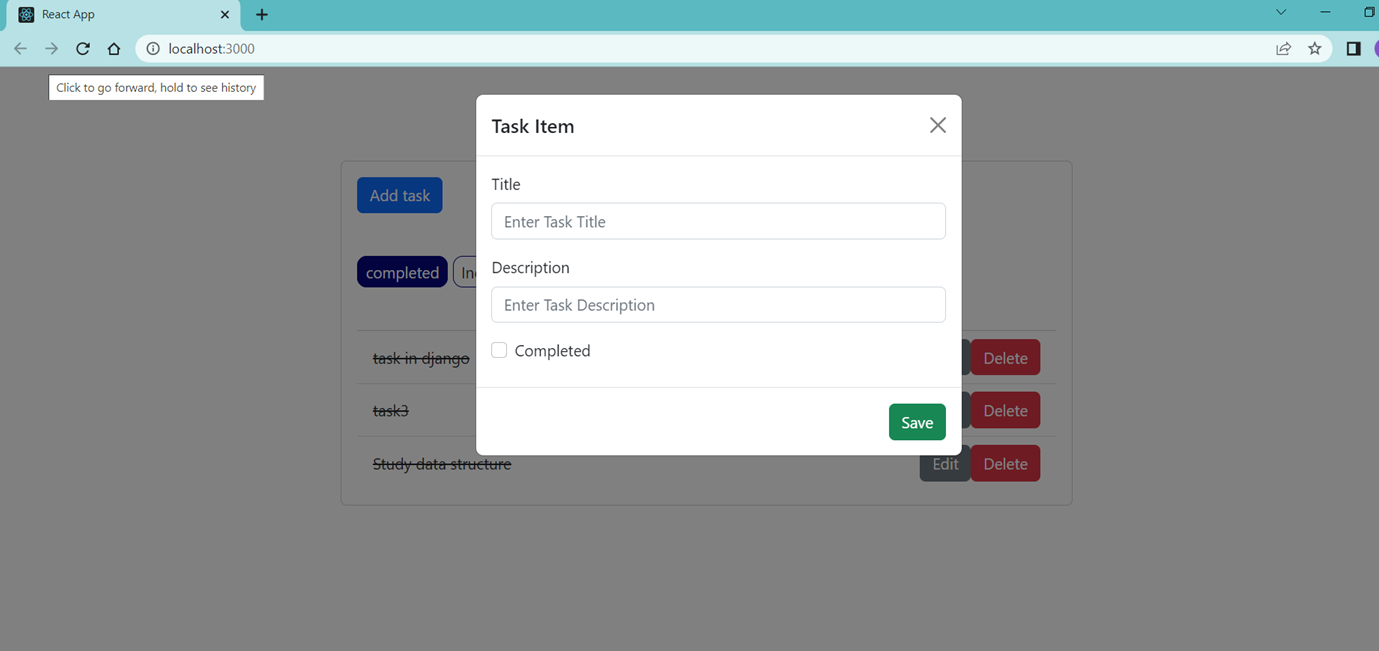 React App
localhost:3000
Click to go forward, hold to see history
Task Item
Add task
Title
Enter Task Title
completed
Description
Enter Task Description
Completed
task in django
Delete
task3
Delete
Save
Study data structure
Edit
Delete